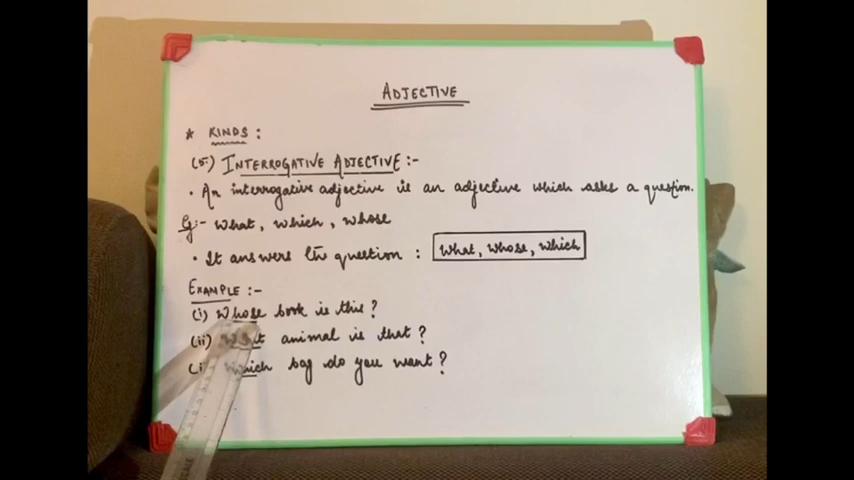 ADJECTIVE
* KINDS :
(5.) INTERROGATIVE ADJECTIVE :-
• An interrogative adjective is an adjective which asks a question.
Eg :- What, which, whose
• It answers the question : What, whose, which
EXAMPLE :-
(i) Whose book is this ?
(ii) What animal is that ?
Which bag do you want ?